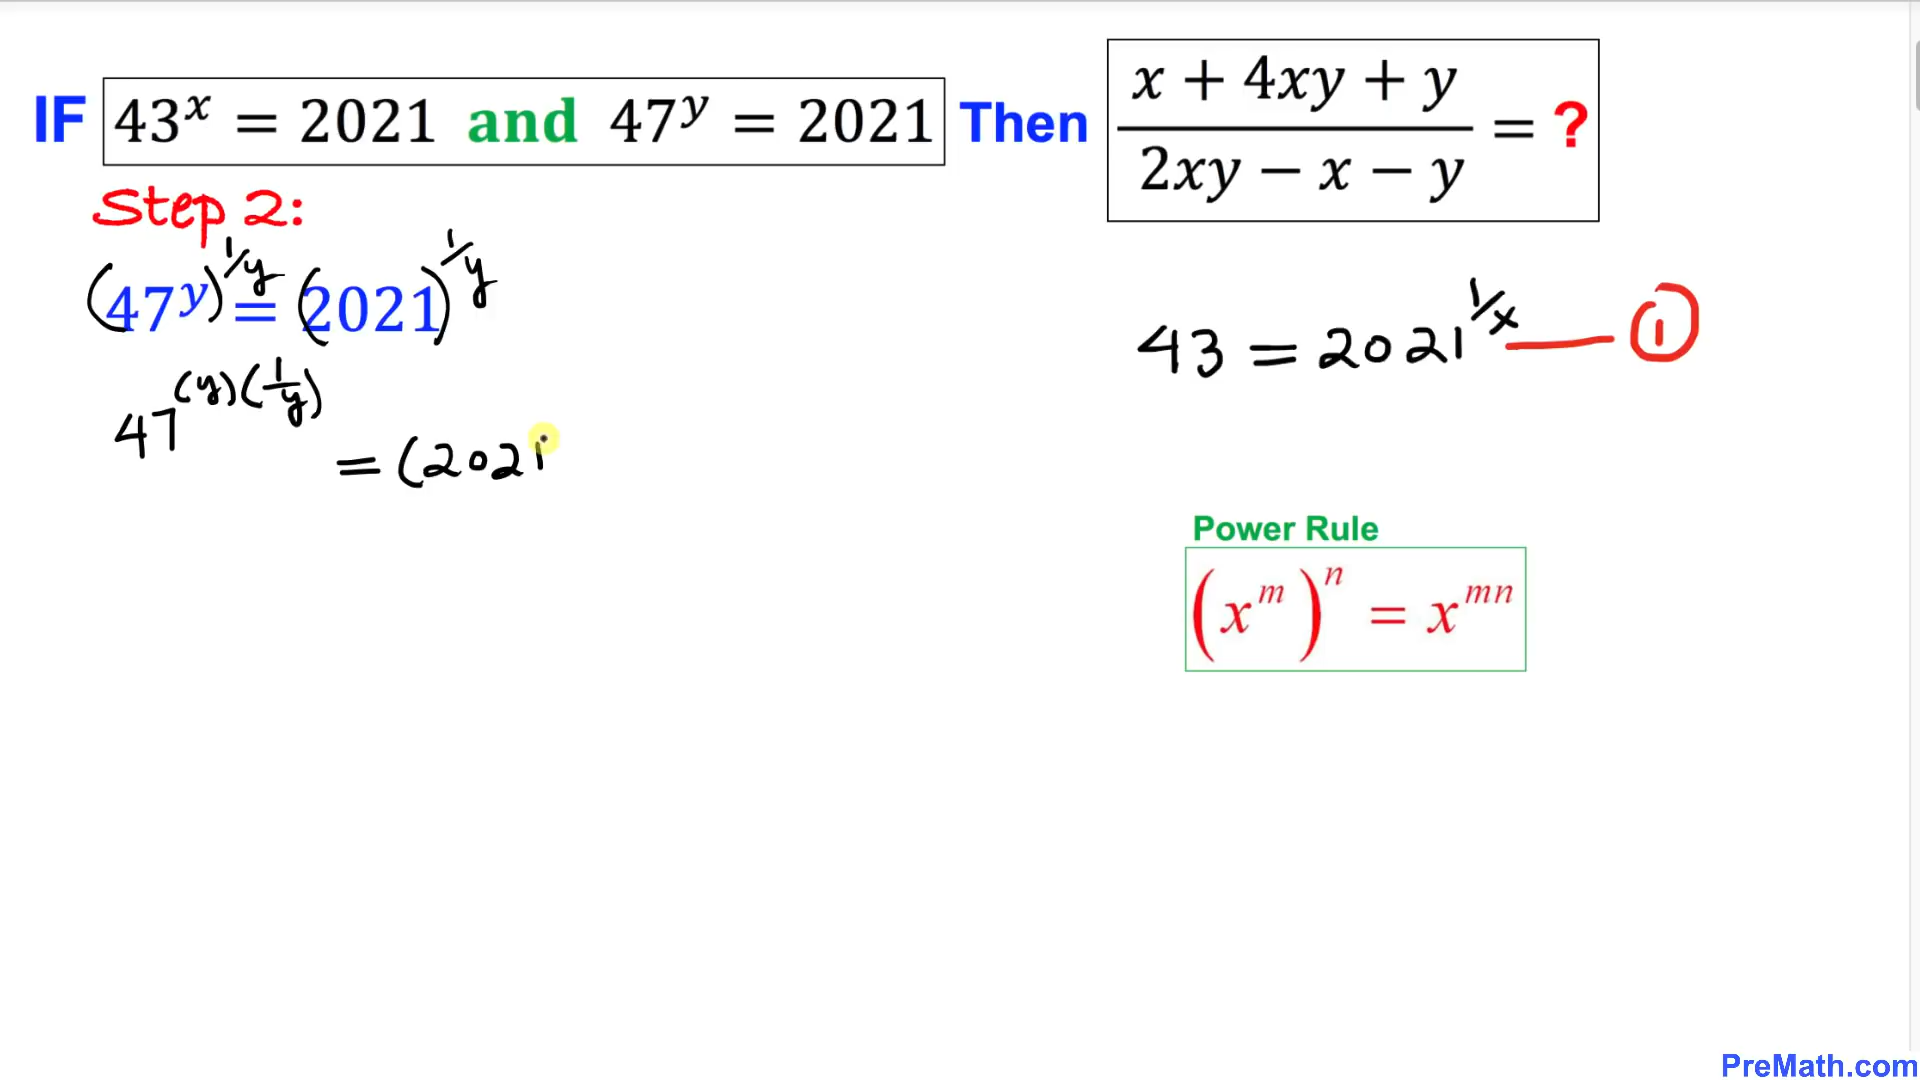 IF 43^x = 2021 and 47^y = 2021 Then (x + 4xy + y)/(2xy − x − y) = ?
Step 2:
(47^y)^(1/y) = (2021)^(1/y)
43 = 2021^(1/x) — ①
47^((y)(1/y)) = (2021
Power Rule
(x^m)^n = x^(mn)
PreMath.com